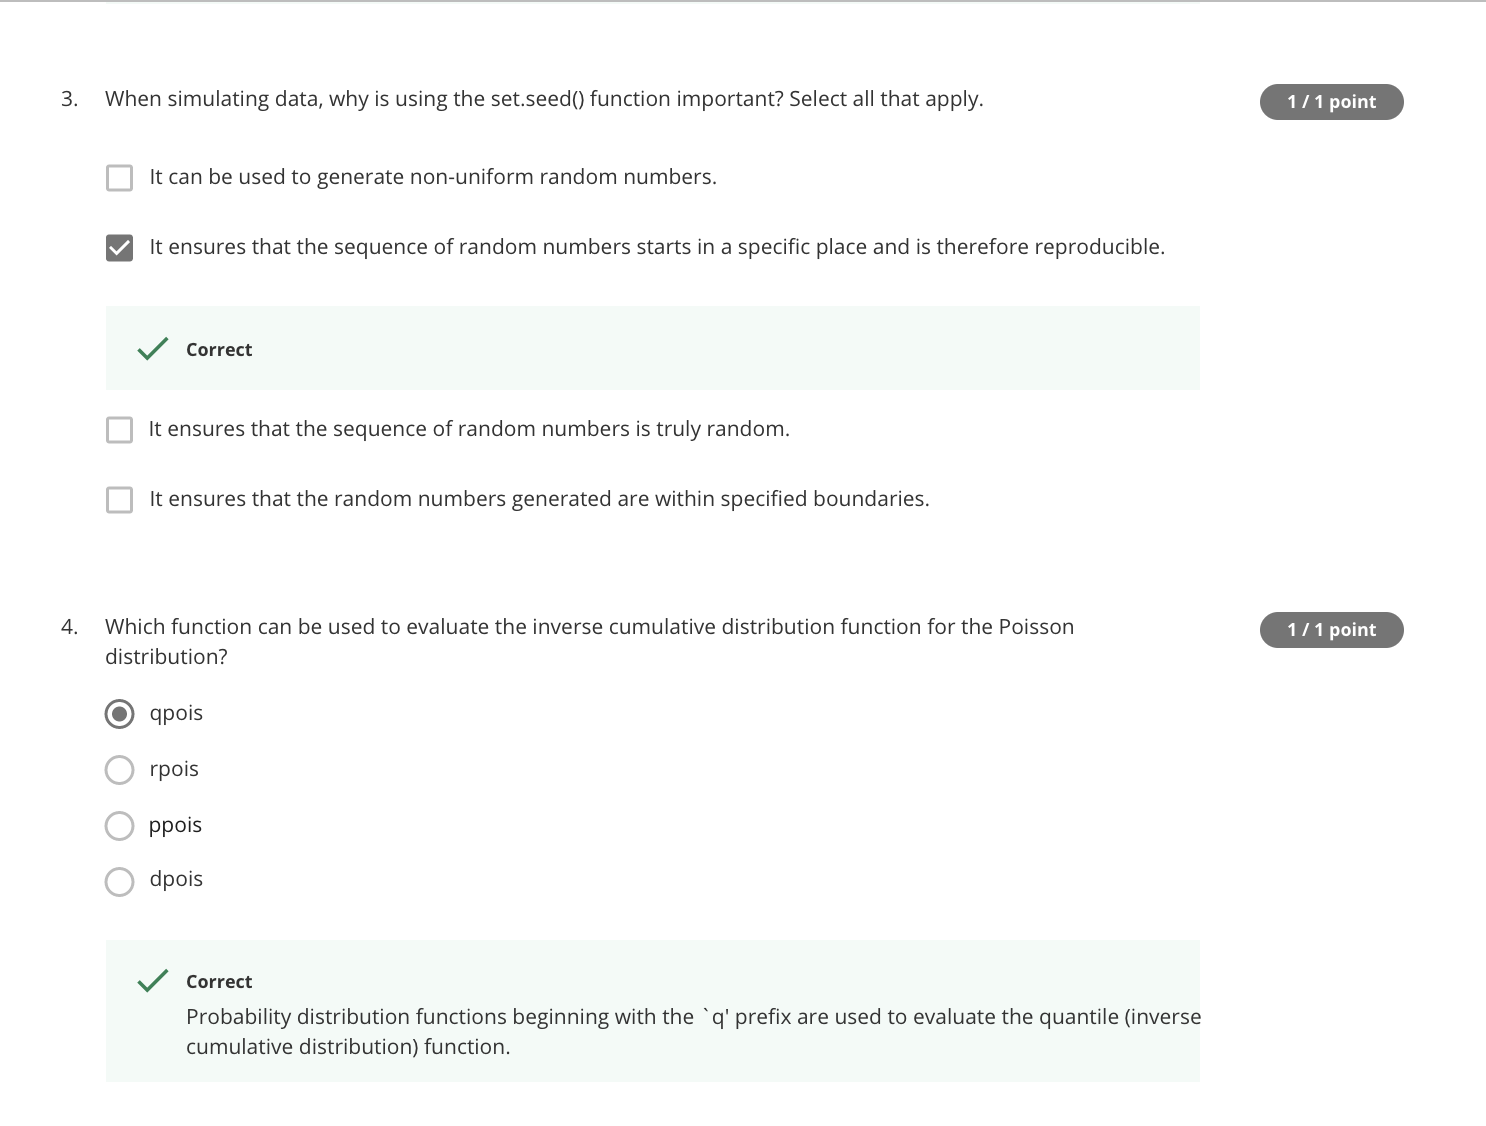 3. When simulating data, why is using the set.seed() function important? Select all that apply.
1 / 1 point
It can be used to generate non-uniform random numbers.
It ensures that the sequence of random numbers starts in a specific place and is therefore reproducible.
Correct
It ensures that the sequence of random numbers is truly random.
It ensures that the random numbers generated are within specified boundaries.
4. Which function can be used to evaluate the inverse cumulative distribution function for the Poisson
distribution?
1 / 1 point
qpois
rpois
ppois
dpois
Correct
Probability distribution functions beginning with the `q' prefix are used to evaluate the quantile (inverse
cumulative distribution) function.